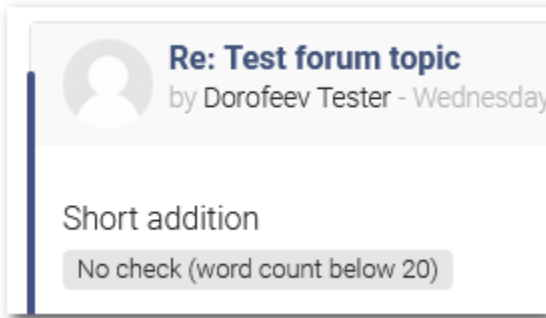 Re: Test forum topic
by Dorofeev Tester - Wednesday
Short addition
No check (word count below 20)